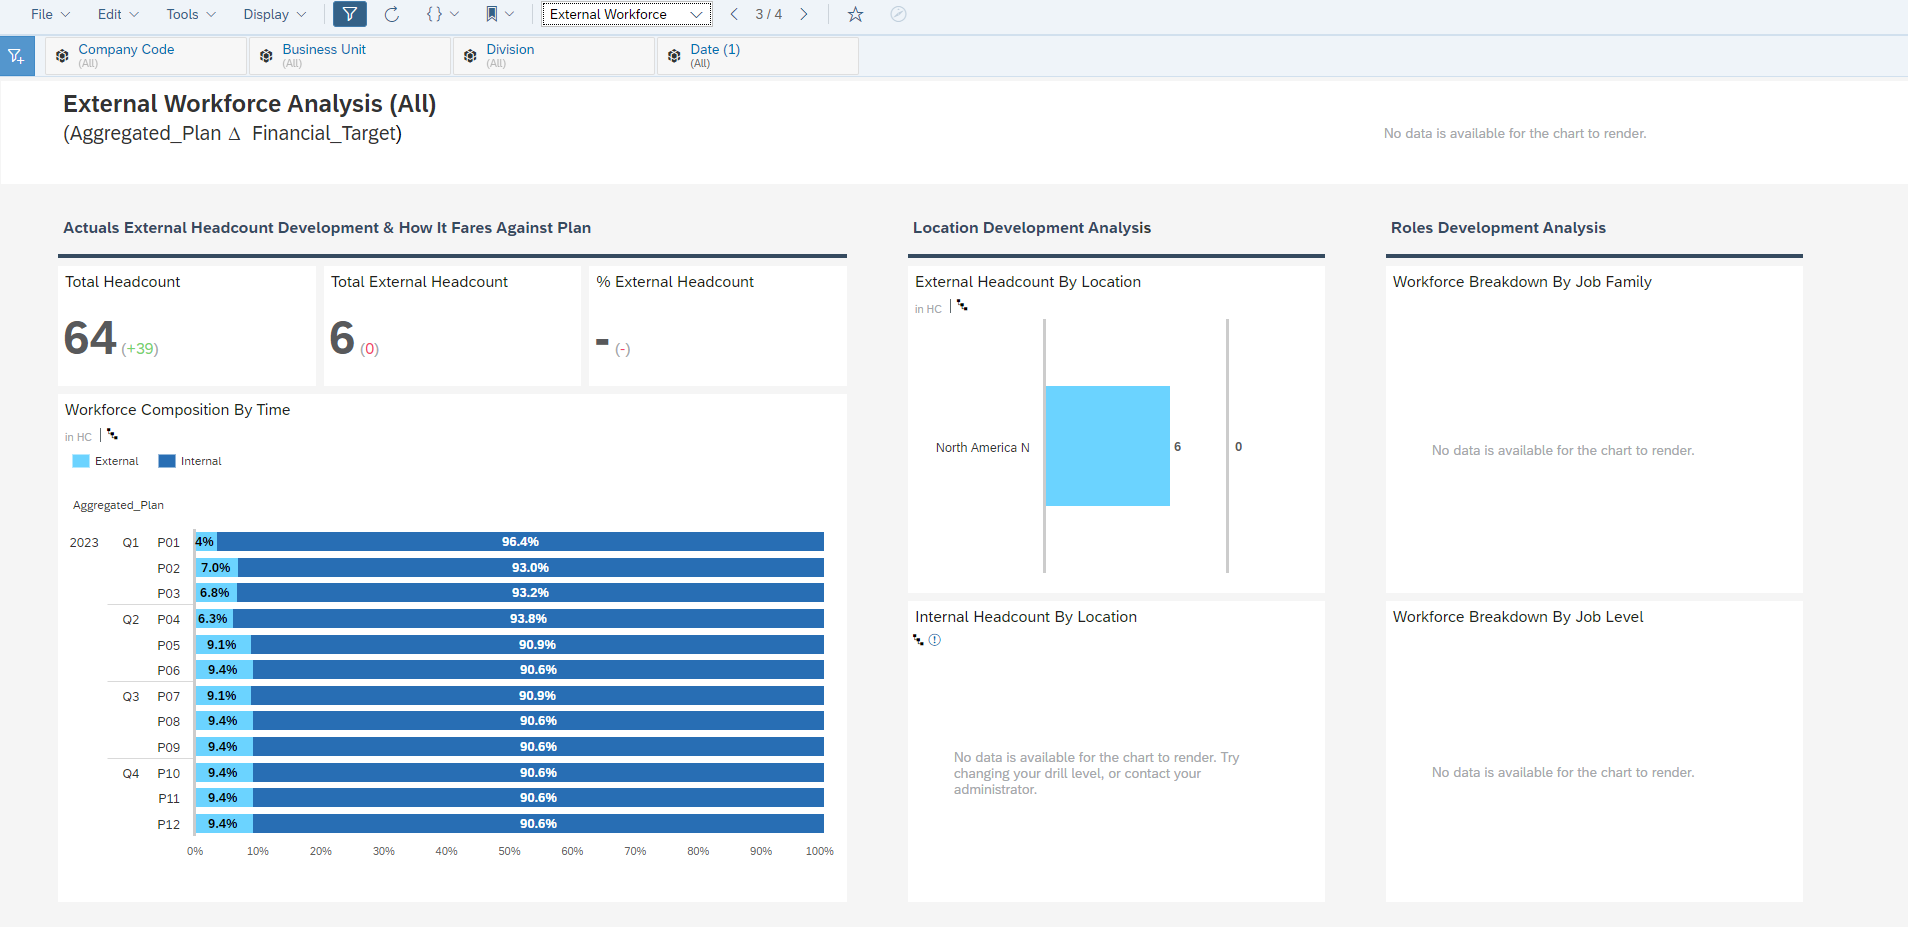 File Edit Tools Display { } External Workforce 3 / 4
Company Code
(All)
Business Unit
(All)
Division
(All)
Date (1)
(All)
External Workforce Analysis (All)
(Aggregated_Plan Δ Financial_Target)
No data is available for the chart to render.
Actuals External Headcount Development & How It Fares Against Plan
Total Headcount
64 (+39)
Total External Headcount
6 (0)
% External Headcount
- (-)
Workforce Composition By Time
in HC
External Internal
Aggregated_Plan
2023 Q1 P01 4% 96.4%
P02 7.0% 93.0%
P03 6.8% 93.2%
Q2 P04 6.3% 93.8%
P05 9.1% 90.9%
P06 9.4% 90.6%
Q3 P07 9.1% 90.9%
P08 9.4% 90.6%
P09 9.4% 90.6%
Q4 P10 9.4% 90.6%
P11 9.4% 90.6%
P12 9.4% 90.6%
0% 10% 20% 30% 40% 50% 60% 70% 80% 90% 100%
Location Development Analysis
External Headcount By Location
in HC
North America N 6 0
Internal Headcount By Location
No data is available for the chart to render. Try
changing your drill level, or contact your
administrator.
Roles Development Analysis
Workforce Breakdown By Job Family
No data is available for the chart to render.
Workforce Breakdown By Job Level
No data is available for the chart to render.